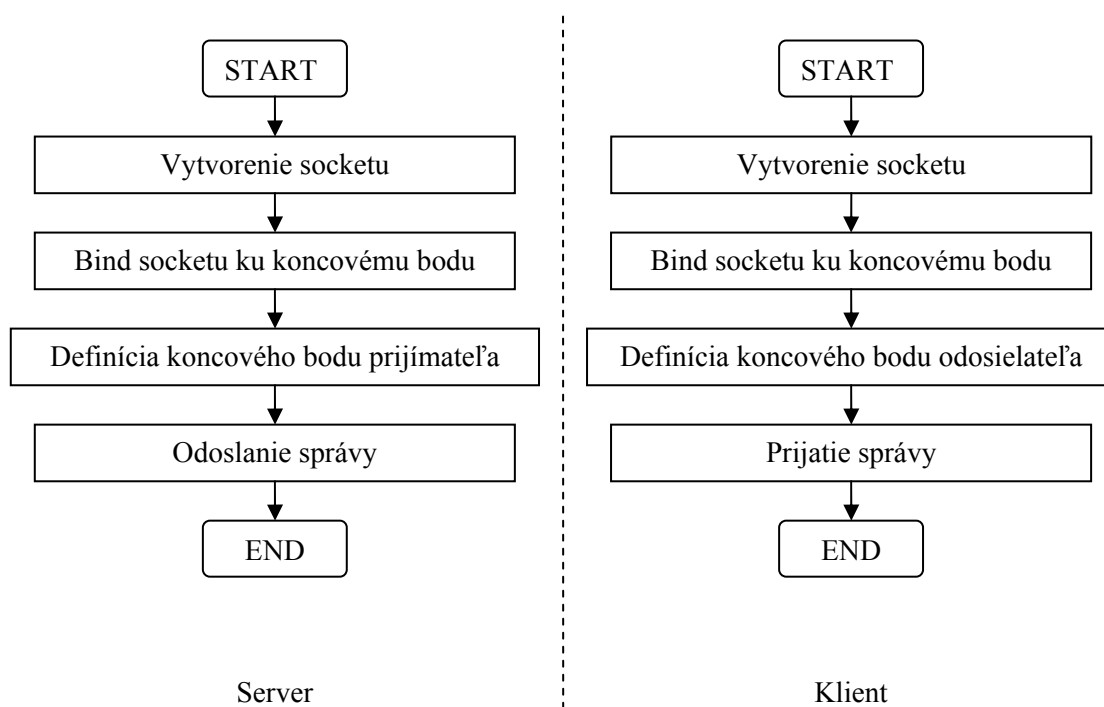 START
Vytvorenie socketu
Bind socketu ku koncovému bodu
Definícia koncového bodu prijímateľa
Odoslanie správy
END
Server
START
Vytvorenie socketu
Bind socketu ku koncovému bodu
Definícia koncového bodu odosielateľa
Prijatie správy
END
Klient